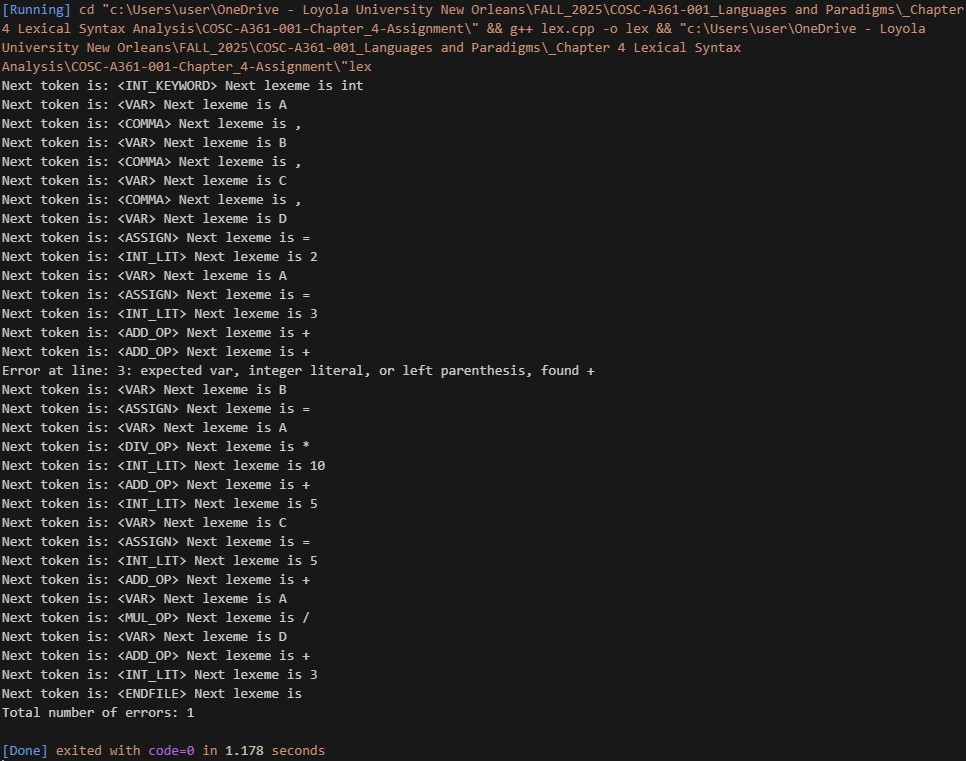 [Running] cd "c:\Users\user\OneDrive - Loyola University New Orleans\FALL_2025\COSC-A361-001_Languages and Paradigms\_Chapter
4 Lexical Syntax Analysis\COSC-A361-001-Chapter_4-Assignment\" && g++ lex.cpp -o lex && "c:\Users\user\OneDrive - Loyola
University New Orleans\FALL_2025\COSC-A361-001_Languages and Paradigms\_Chapter 4 Lexical Syntax
Analysis\COSC-A361-001-Chapter_4-Assignment\"lex
Next token is: <INT_KEYWORD> Next lexeme is int
Next token is: <VAR> Next lexeme is A
Next token is: <COMMA> Next lexeme is ,
Next token is: <VAR> Next lexeme is B
Next token is: <COMMA> Next lexeme is ,
Next token is: <VAR> Next lexeme is C
Next token is: <COMMA> Next lexeme is ,
Next token is: <VAR> Next lexeme is D
Next token is: <ASSIGN> Next lexeme is =
Next token is: <INT_LIT> Next lexeme is 2
Next token is: <VAR> Next lexeme is A
Next token is: <ASSIGN> Next lexeme is =
Next token is: <INT_LIT> Next lexeme is 3
Next token is: <ADD_OP> Next lexeme is +
Next token is: <ADD_OP> Next lexeme is +
Error at line: 3: expected var, integer literal, or left parenthesis, found +
Next token is: <VAR> Next lexeme is B
Next token is: <ASSIGN> Next lexeme is =
Next token is: <VAR> Next lexeme is A
Next token is: <DIV_OP> Next lexeme is *
Next token is: <INT_LIT> Next lexeme is 10
Next token is: <ADD_OP> Next lexeme is +
Next token is: <INT_LIT> Next lexeme is 5
Next token is: <VAR> Next lexeme is C
Next token is: <ASSIGN> Next lexeme is =
Next token is: <INT_LIT> Next lexeme is 5
Next token is: <ADD_OP> Next lexeme is +
Next token is: <VAR> Next lexeme is A
Next token is: <MUL_OP> Next lexeme is /
Next token is: <VAR> Next lexeme is D
Next token is: <ADD_OP> Next lexeme is +
Next token is: <INT_LIT> Next lexeme is 3
Next token is: <ENDFILE> Next lexeme is
Total number of errors: 1
[Done] exited with code=0 in 1.178 seconds